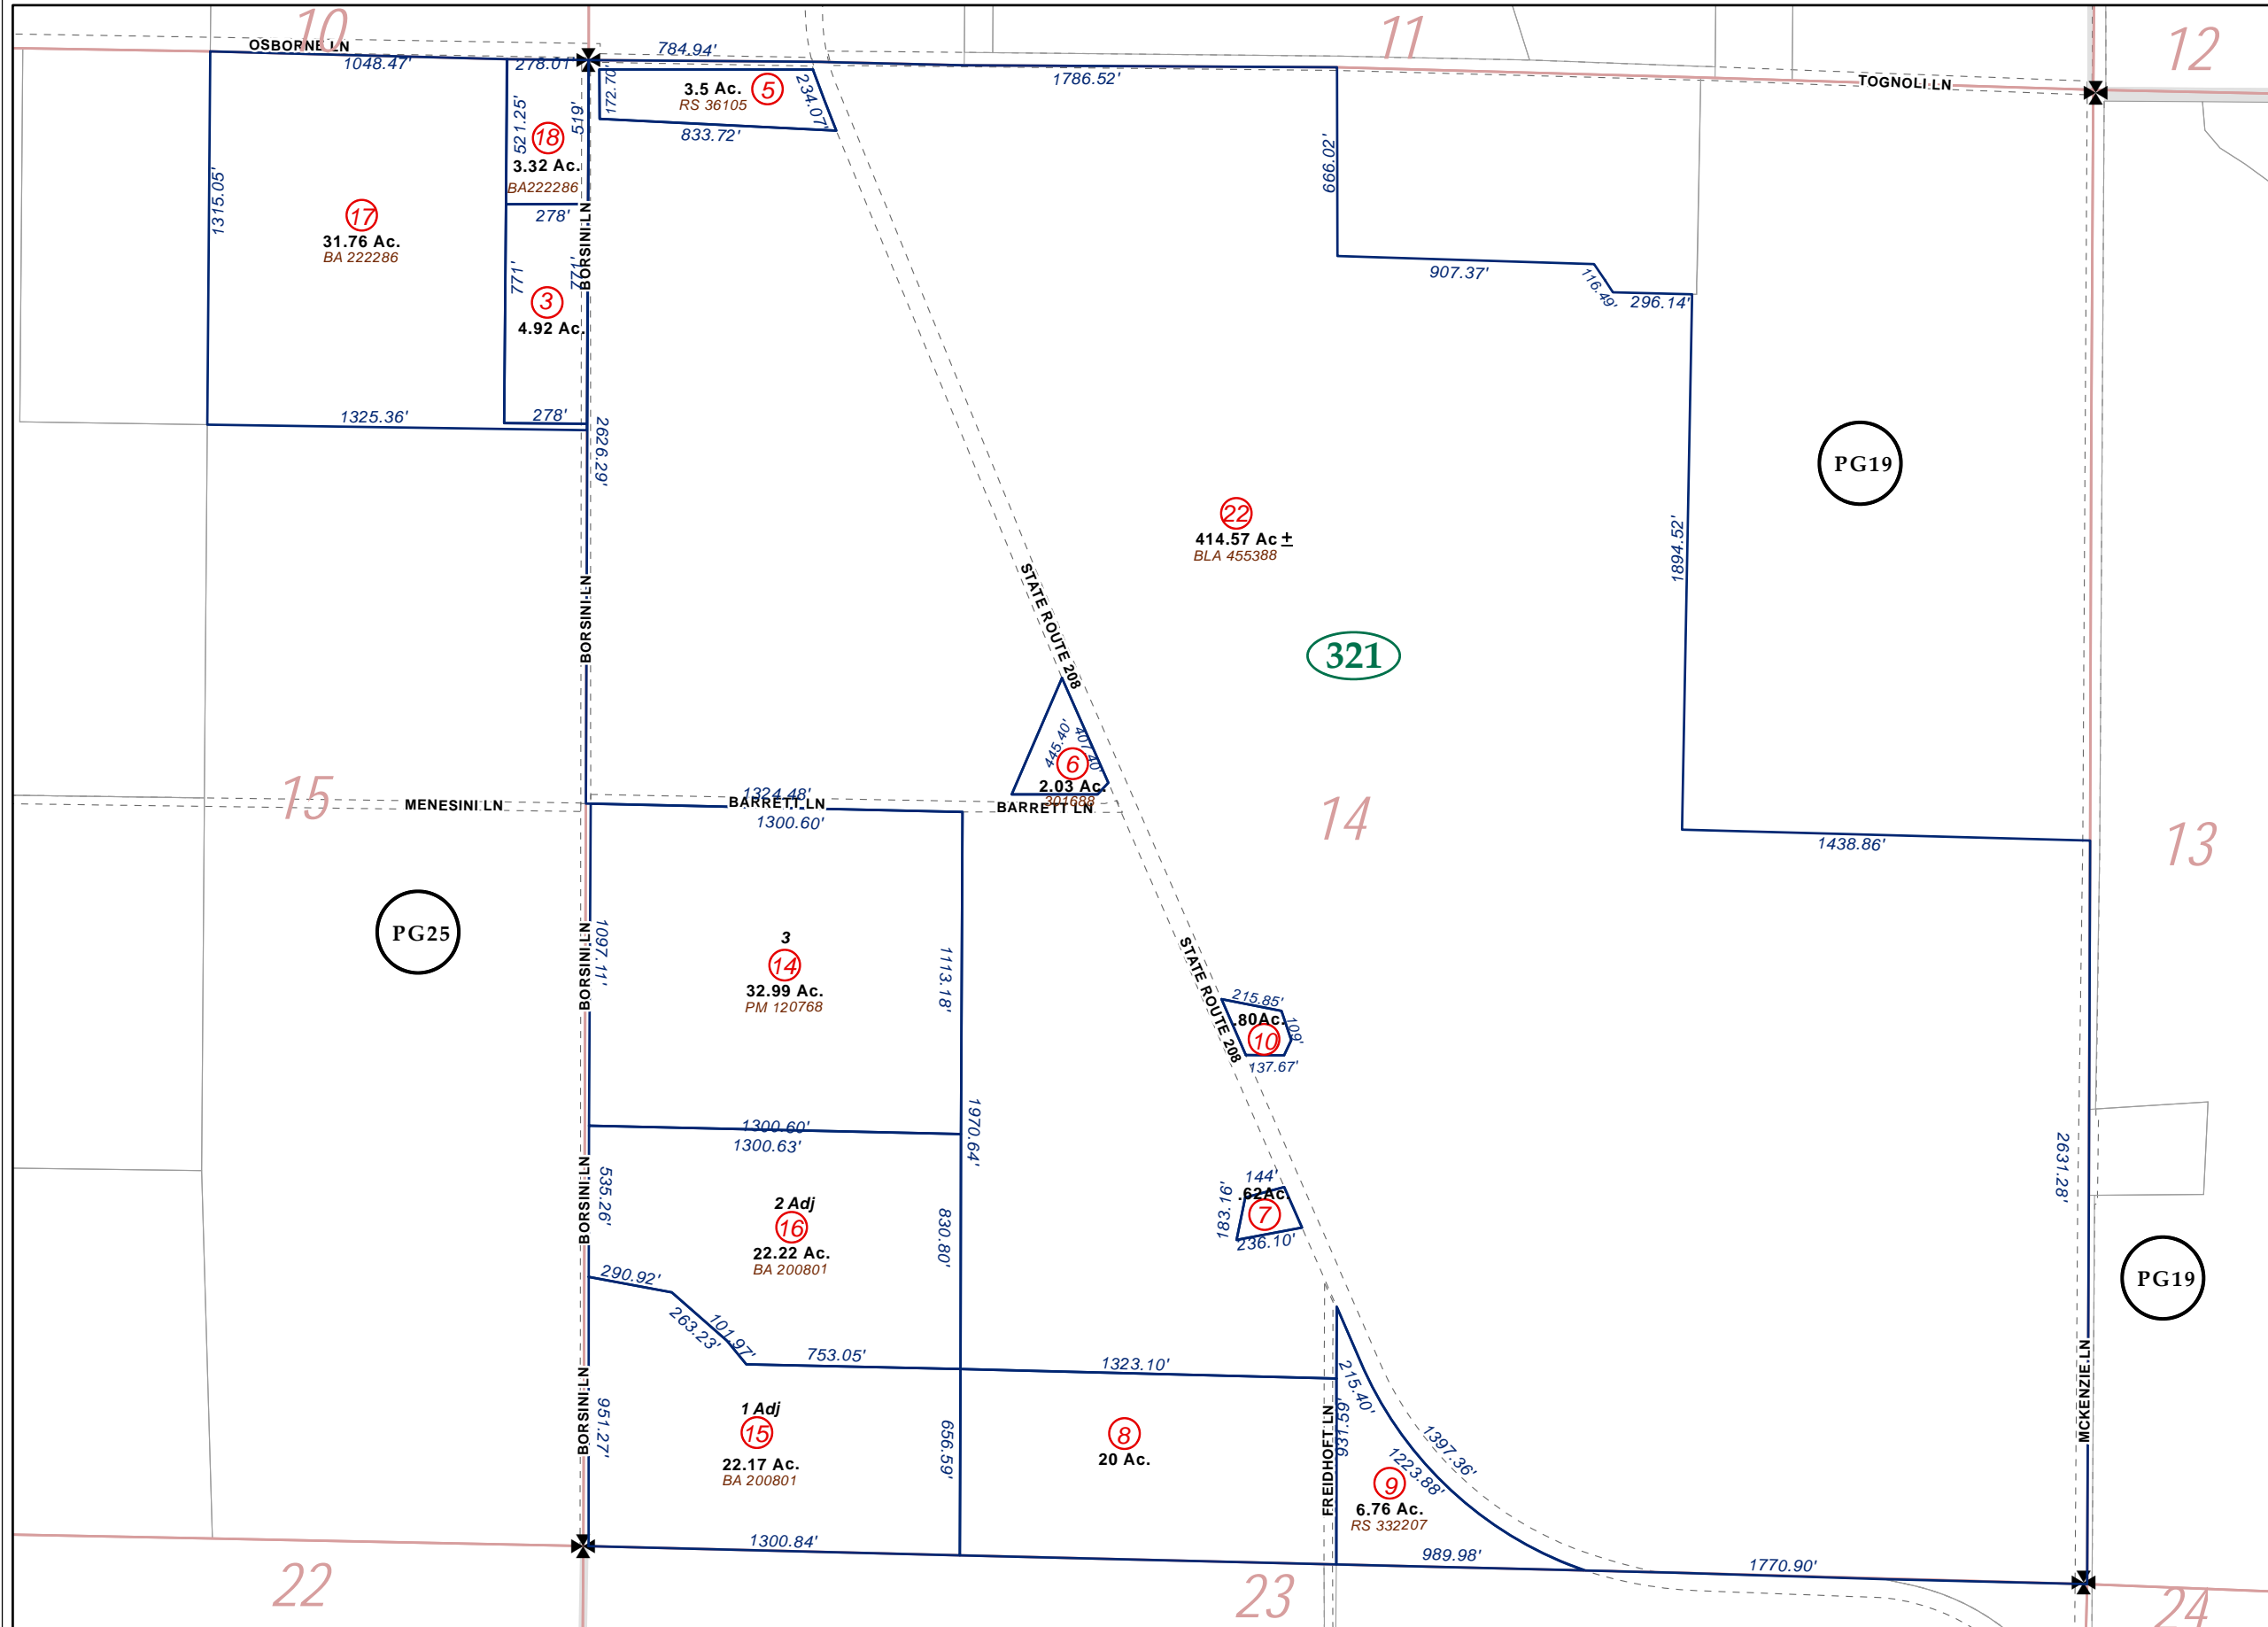 10
11
12
OSBORNE LN
1048.47'
278.01'
784.94'
1786.52'
TOGNOLI LN
172.70'
3.5 Ac.
5
RS 36105
234.07'
833.72'
521.25'
519'
18
3.32 Ac.
BA222286
278'
1315.05'
17
31.76 Ac.
BA 222286
771'
771'
BORSINI LN
3
4.92 Ac.
666.02'
907.37'
116.49'
296.14'
1325.36'
278'
2626.29'
PG19
22
414.57 Ac ±
BLA 455388
1894.52'
BORSINI LN
STATE ROUTE 208
321
445.40'
407.40'
6
2.03 Ac.
301688
15
MENESINI LN
1324.48'
BARRETT LN
BARRETT LN
1300.60'
14
1438.86'
13
PG25
BORSINI LN
1097.11'
3
14
32.99 Ac.
PM 120768
1113.18'
STATE ROUTE 208
215.85'
.80Ac.
10
109'
137.67'
1300.60'
1300.63'
1970.64'
2631.28'
BORSINI LN
535.26'
2 Adj
16
22.22 Ac.
BA 200801
830.80'
144'
.62Ac.
7
183.16'
236.10'
PG19
290.92'
263.23'
101.97'
753.05'
1323.10'
BORSINI LN
951.27'
1 Adj
15
22.17 Ac.
BA 200801
656.59'
8
20 Ac.
FREIDHOFT LN
931.59'
215.40'
1397.36'
1223.88'
9
6.76 Ac.
RS 332207
MCKENZIE LN
1300.84'
989.98'
1770.90'
22
23
24